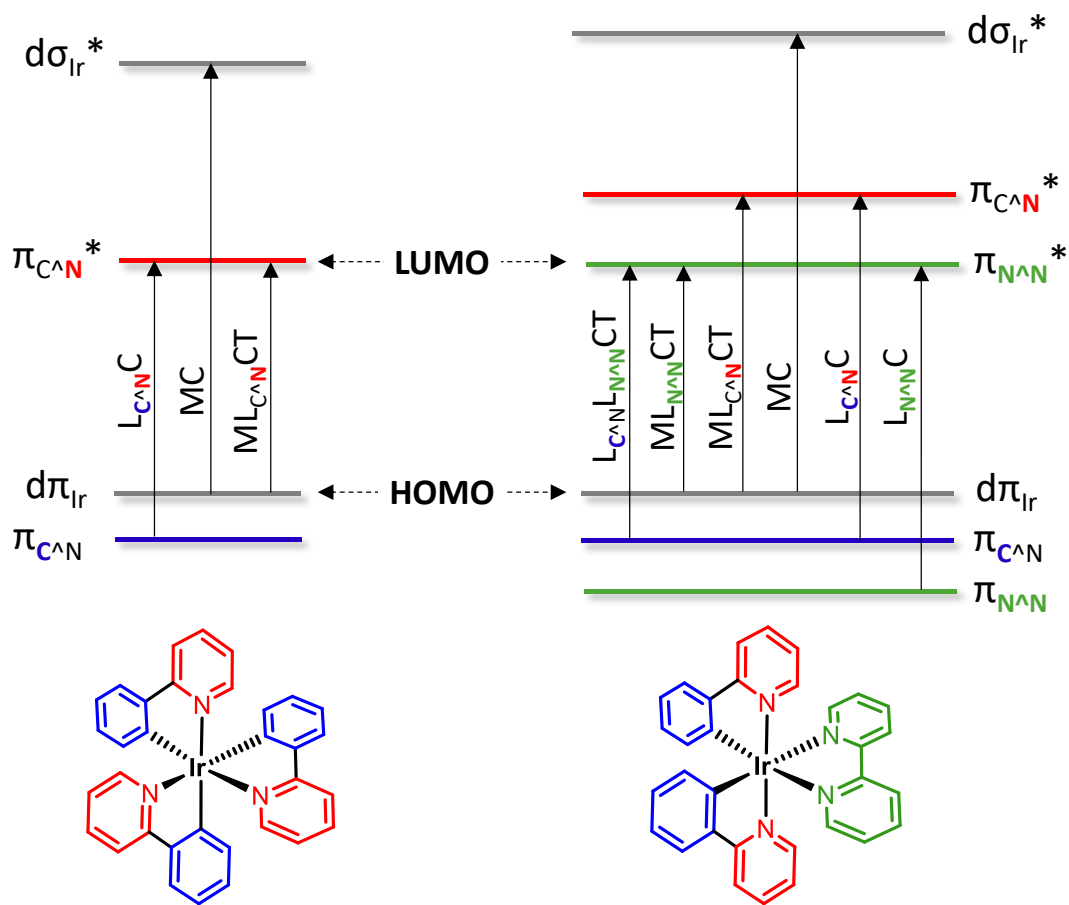 dσIr*
dσIr*
πC^N*
πC^N*
LUMO
πN^N*
LC^NC
MC
MLC^NCT
LC^NLN^NCT
MLN^NCT
MLC^NCT
MC
LC^NC
LN^NC
dπIr
HOMO
dπIr
πC^N
πC^N
πN^N
N
N
Ir
N
N
N
Ir
N
N